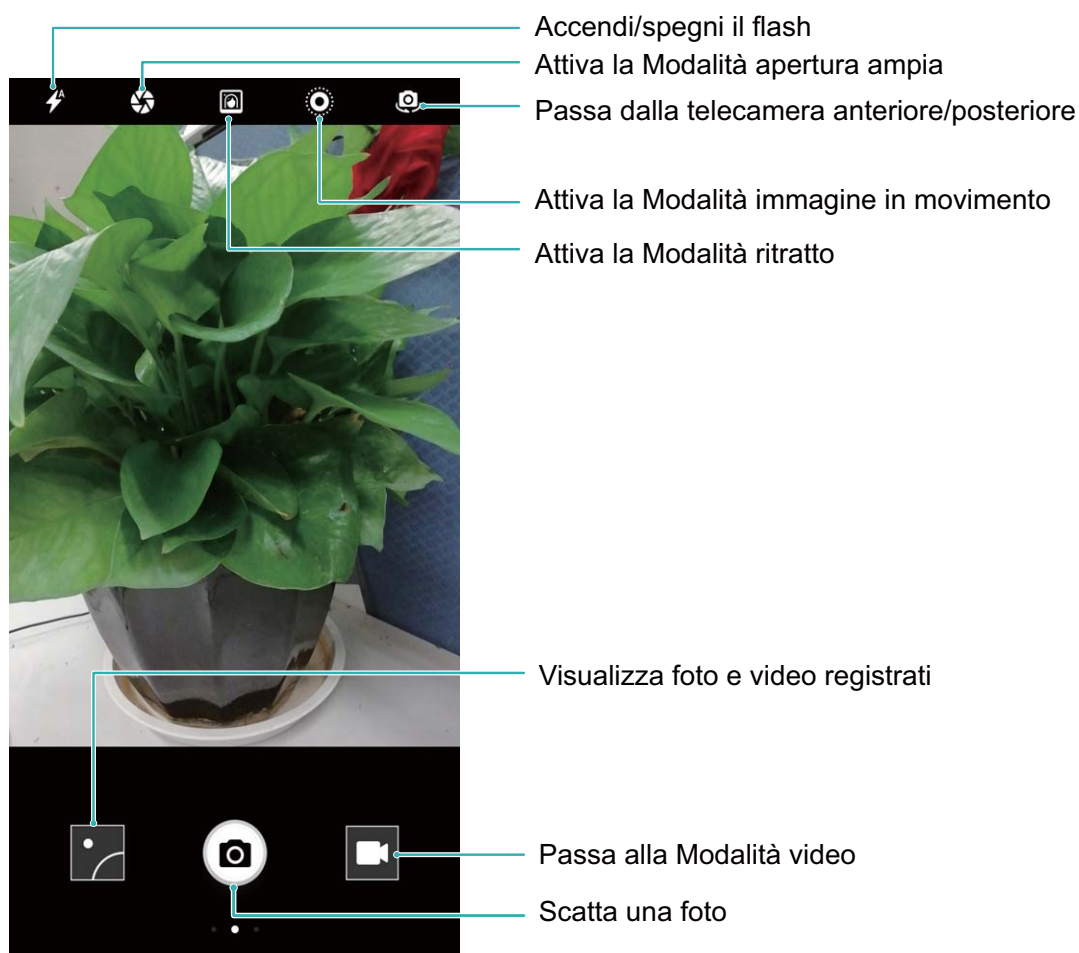 Accendi/spegni il flash
Attiva la Modalità apertura ampia
Passa dalla telecamera anteriore/posteriore
Attiva la Modalità immagine in movimento
Attiva la Modalità ritratto
Visualizza foto e video registrati
Passa alla Modalità video
Scatta una foto